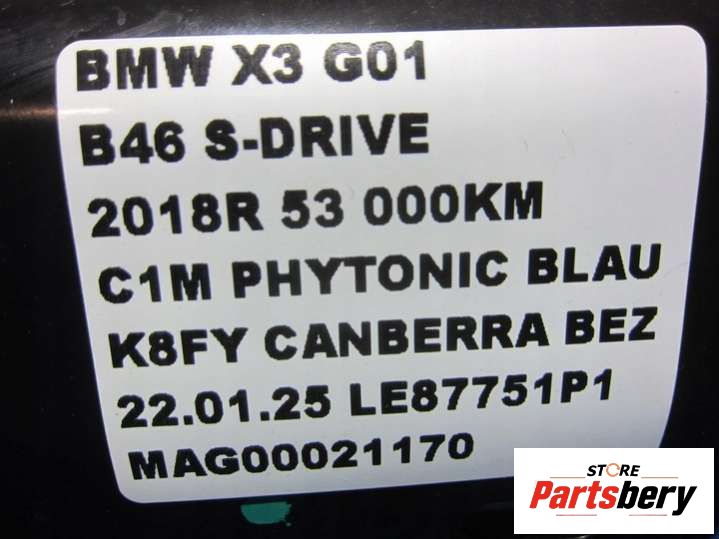 BMW X3 G01
B46 S-DRIVE
2018R 53 000KM
C1M PHYTONIC BLAU
K8FY CANBERRA BEZ
22.01.25 LE87751P1
MAG00021170
STORE
Partsbery